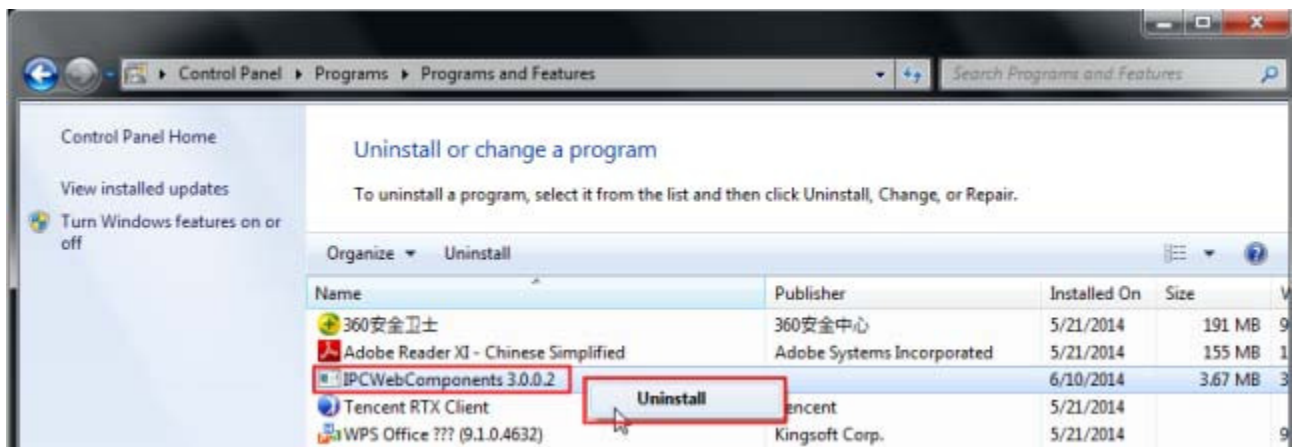 Control Panel ▸ Programs ▸ Programs and Features
Search Programs and Features
Control Panel Home
View installed updates
Turn Windows features on or
off
Uninstall or change a program
To uninstall a program, select it from the list and then click Uninstall, Change, or Repair.
Organize Uninstall
Name Publisher Installed On Size
360安全卫士 360安全中心 5/21/2014 191 MB 9
Adobe Reader XI - Chinese Simplified Adobe Systems Incorporated 5/21/2014 155 MB 1
IPCWebComponents 3.0.0.2 6/10/2014 3.67 MB 3
Uninstall
Tencent RTX Client encent 5/21/2014
WPS Office ??? (9.1.0.4632) Kingsoft Corp. 5/21/2014 9